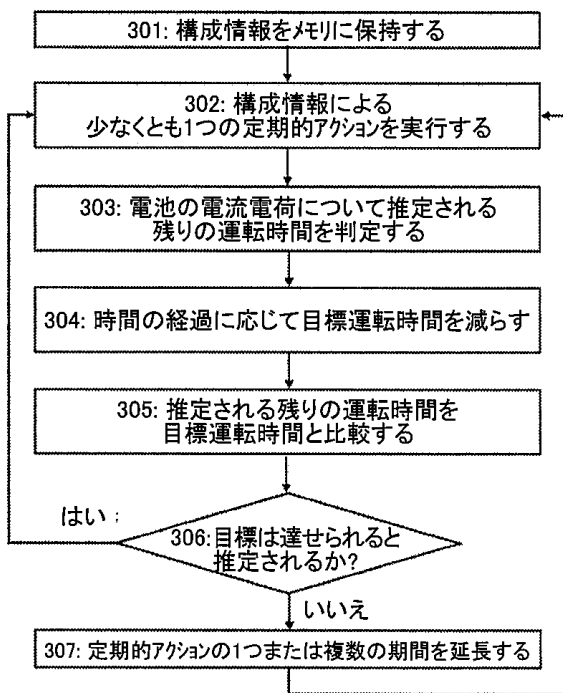 301: 構成情報をメモリに保持する
302: 構成情報による
少なくとも1つの定期的アクションを実行する
303: 電池の電流電荷について推定される
残りの運転時間を判定する
304: 時間の経過に応じて目標運転時間を減らす
305: 推定される残りの運転時間を
目標運転時間と比較する
はい
306:目標は達せられると
推定されるか?
いいえ
307: 定期的アクションの1つまたは複数の期間を延長する